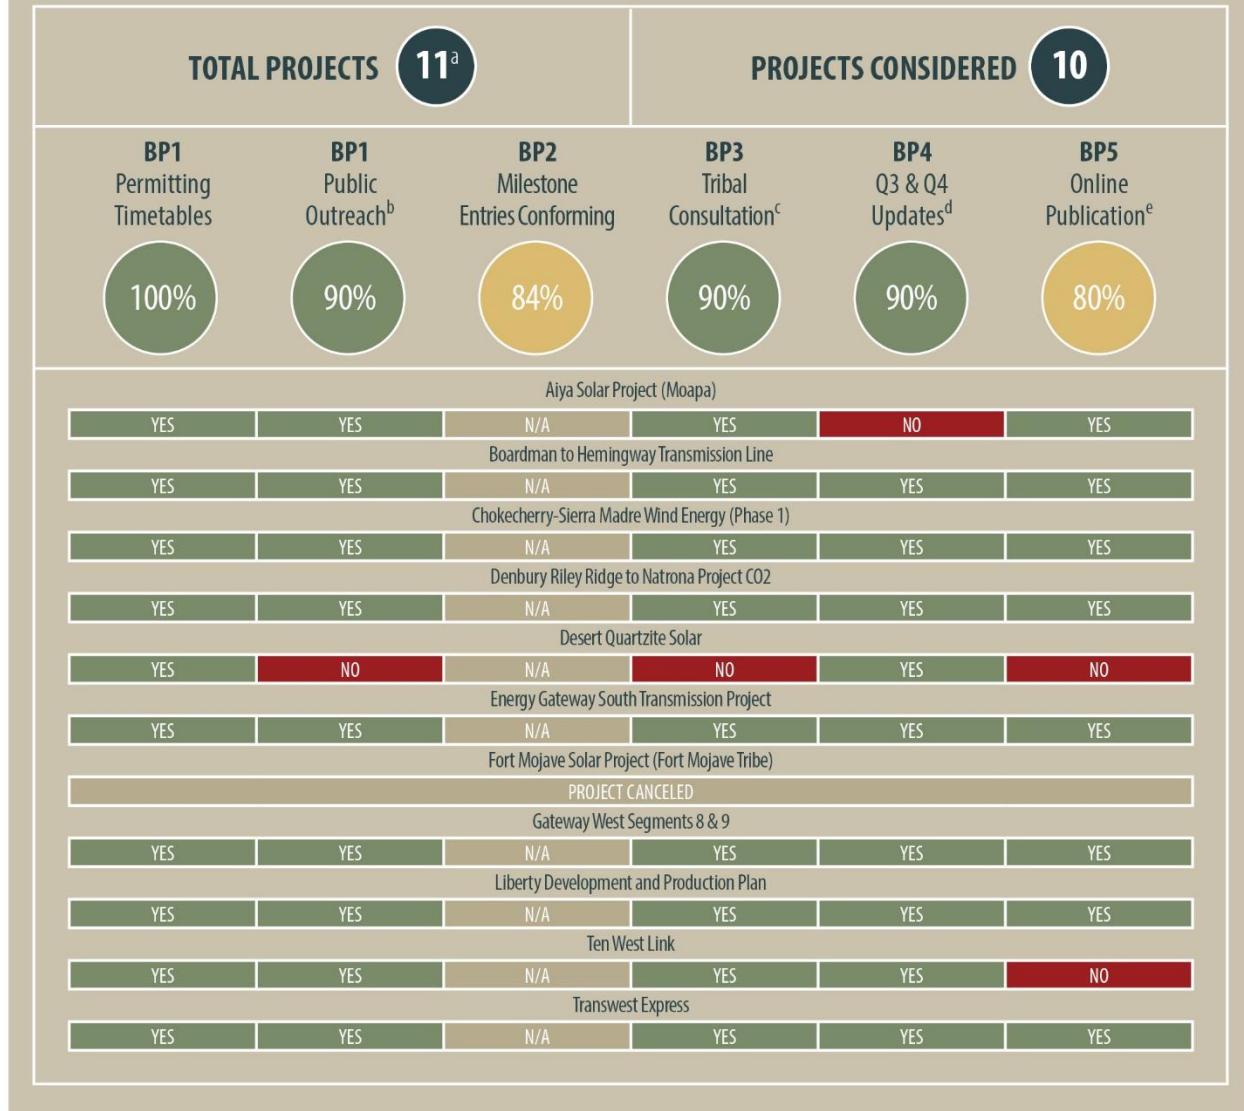 TOTAL PROJECTS 11a PROJECTS CONSIDERED 10
BP1 BP1 BP2 BP3 BP4 BP5
Permitting Public Milestone Tribal Q3 & Q4 Online
Timetables Outreachb Entries Conforming Consultationc Updatesd Publicatione
100% 90% 84% 90% 90% 80%
Aiya Solar Project (Moapa)
YES YES N/A YES NO YES
Boardman to Hemingway Transmission Line
YES YES N/A YES YES YES
Chokecherry-Sierra Madre Wind Energy (Phase 1)
YES YES N/A YES YES YES
Denbury Riley Ridge to Natrona Project CO2
YES YES N/A YES YES YES
Desert Quartzite Solar
YES NO N/A NO YES NO
Energy Gateway South Transmission Project
YES YES N/A YES YES YES
Fort Mojave Solar Project (Fort Mojave Tribe)
PROJECT CANCELED
Gateway West Segments 8 & 9
YES YES N/A YES YES YES
Liberty Development and Production Plan
YES YES N/A YES YES YES
Ten West Link
YES YES N/A YES YES NO
Transwest Express
YES YES N/A YES YES YES